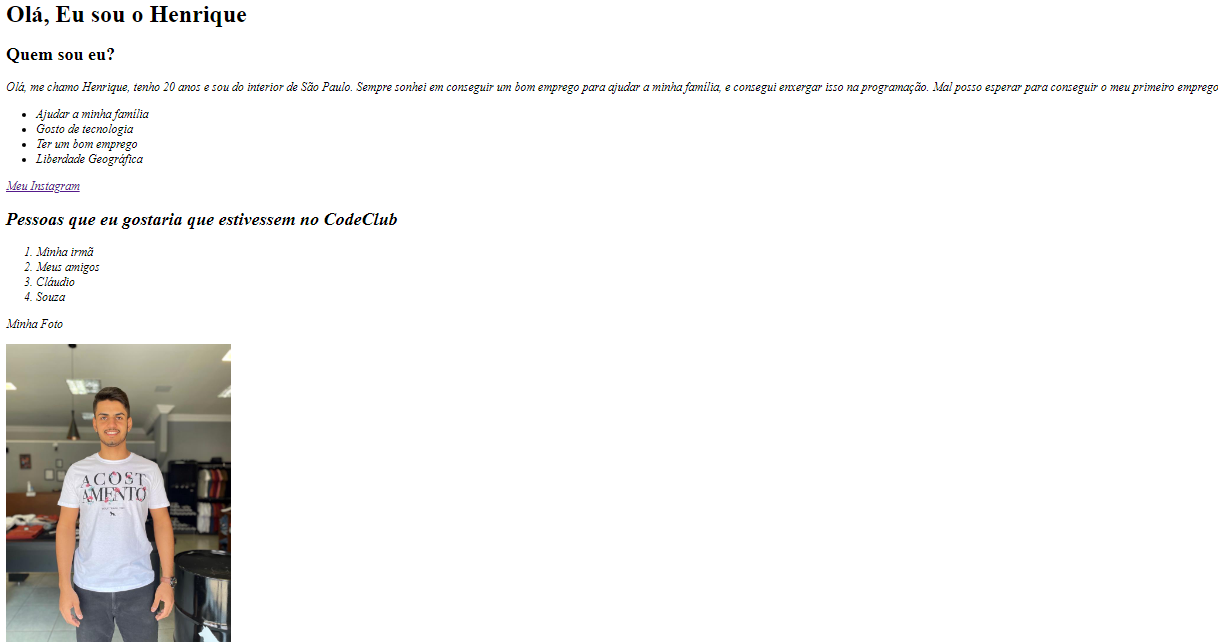 Olá, Eu sou o Henrique
Quem sou eu?
Olá, me chamo Henrique, tenho 20 anos e sou do interior de São Paulo. Sempre sonhei em conseguir um bom emprego para ajudar a minha família, e consegui enxergar isso na programação. Mal posso esperar para conseguir o meu primeiro emprego
Ajudar a minha família
Gosto de tecnologia
Ter um bom emprego
Liberdade Geográfica
Meu Instagram
Pessoas que eu gostaria que estivessem no CodeClub
1. Minha irmã
2. Meus amigos
3. Cláudio
4. Souza
Minha Foto
ACOST
AMENTO